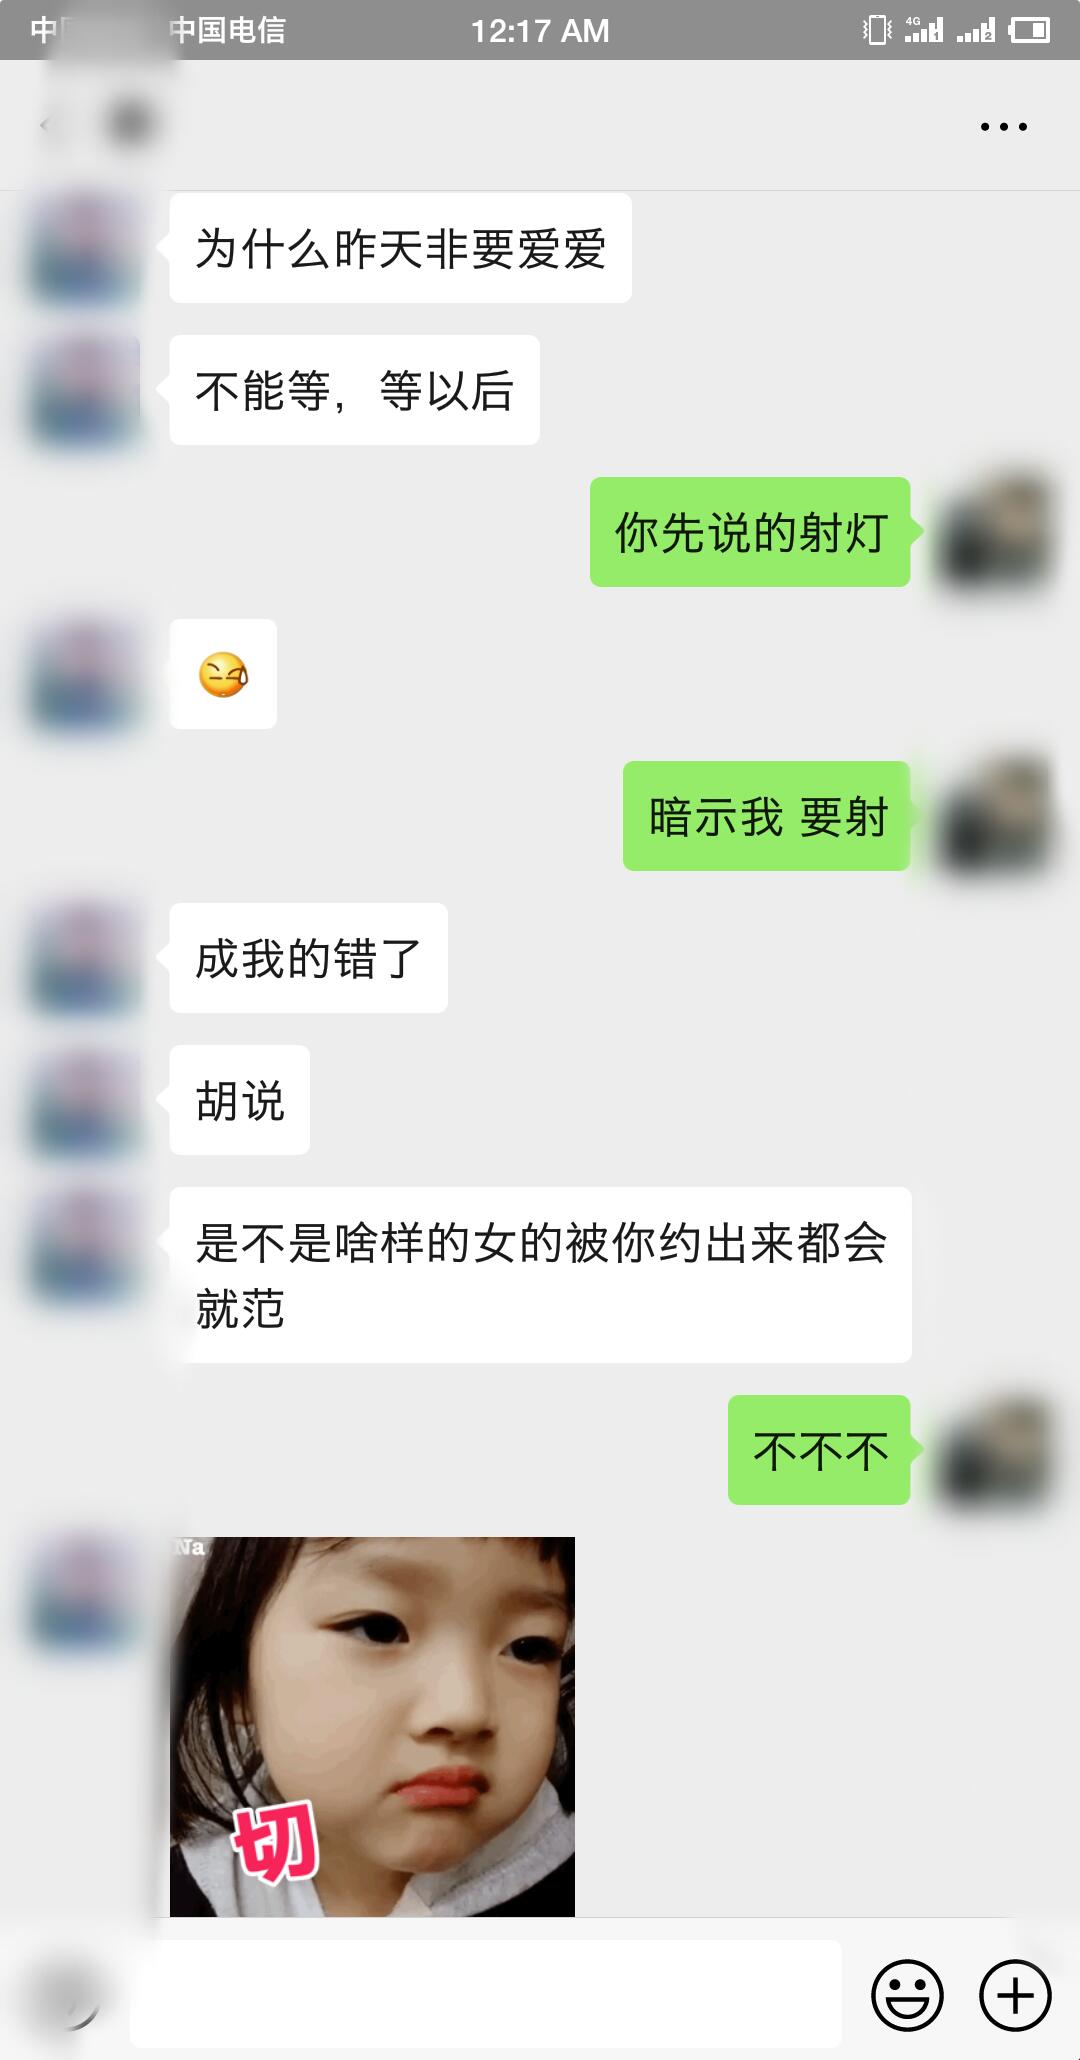 中国电信
12:17 AM
4G
1
2
为什么昨天非要爱爱
不能等，等以后
你先说的射灯
暗示我 要射
成我的错了
胡说
是不是啥样的女的被你约出来都会
就范
不不不
Na
切